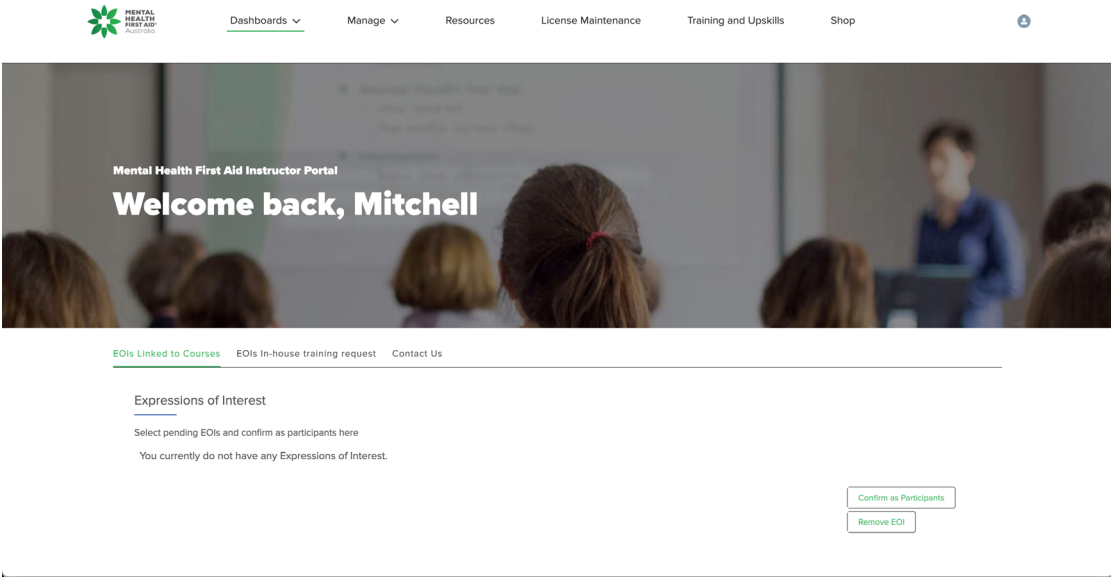 MENTAL
HEALTH
FIRST AID®
Australia
Dashboards
Manage
Resources
License Maintenance
Training and Upskills
Shop
Mental Health First Aid Instructor Portal
Welcome back, Mitchell
EOIs Linked to Courses
EOIs In-house training request
Contact Us
Expressions of Interest
Select pending EOIs and confirm as participants here
You currently do not have any Expressions of Interest.
Confirm as Participants
Remove EOI